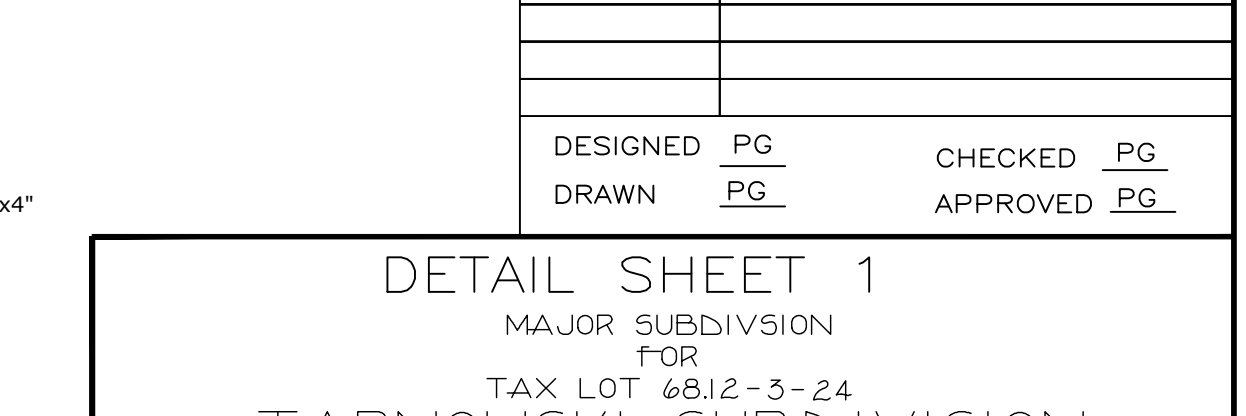 DESIGNED PG
CHECKED PG
x4"
DRAWN PG
APPROVED PG
DETAIL SHEET 1
MAJOR SUBDIVSION
FOR
TAX LOT 68.12-3-24
SUBDIVISION